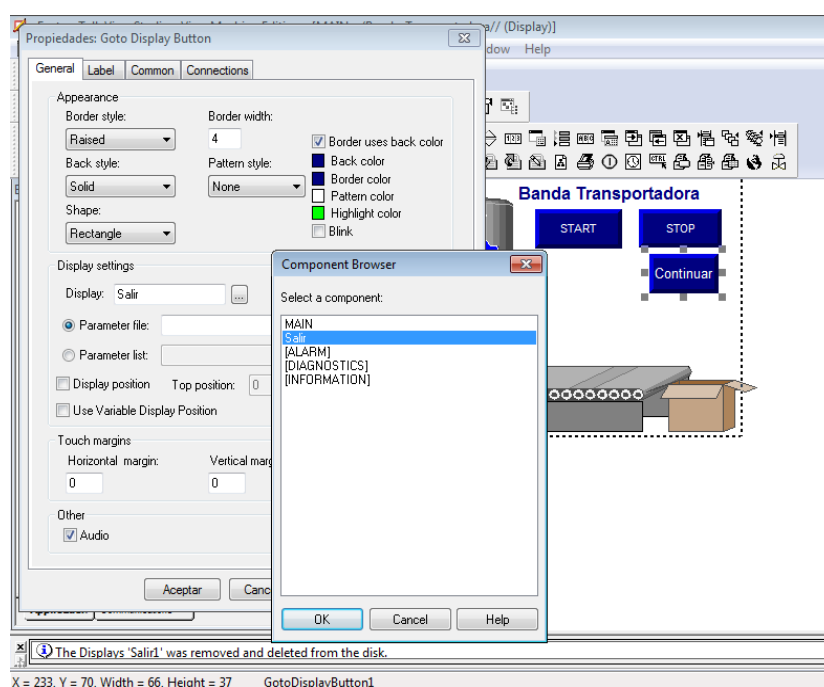 (Display)]
Propiedades: Goto Display Button
Help
General Label Common Connections
Appearance
Border style: Border width:
Raised 4 Border uses back color
Back style: Pattern style: Back color
Solid None Border color
Pattern color
Shape: Highlight color
Rectangle Blink
Banda Transportadora
START STOP
Continuar
Display settings
Display: Salir ...
Parameter file:
Parameter list:
Display position Top position: 0
Use Variable Display Position
Touch margins
Horizontal margin: Vertical marg
0 0
Other
Audio
Aceptar Canc
Component Browser
Select a component:
MAIN
Salir
[ALARM]
[DIAGNOSTICS]
[INFORMATION]
OK Cancel Help
The Displays 'Salir1' was removed and deleted from the disk.
X = 233, Y = 70, Width = 66, Height = 37 GotoDisplayButton1